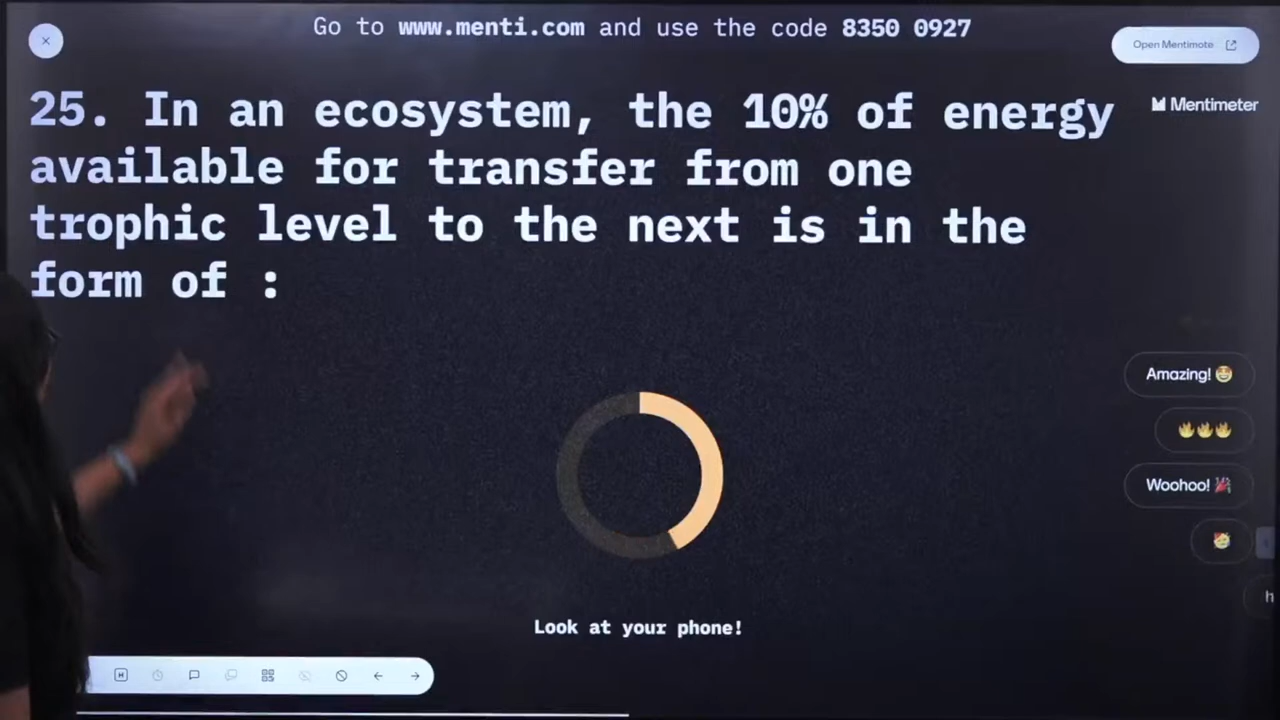 Go to www.menti.com and use the code 8350 0927
Open Mentimote
Mentimeter
25. In an ecosystem, the 10% of energy
available for transfer from one
trophic level to the next is in the
form of :
Amazing! 🤩
🔥🔥🔥
Woohoo! 🎉
🥳
h
Look at your phone!
H